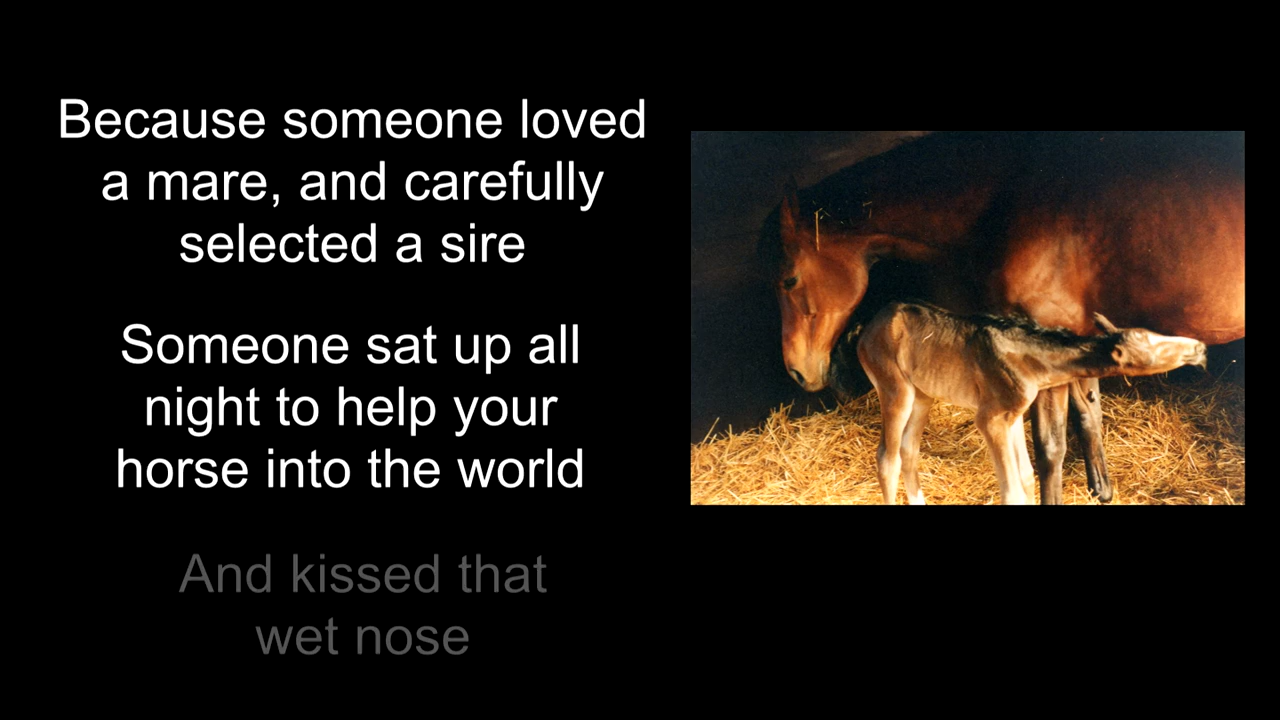 Because someone loved
a mare, and carefully
selected a sire
Someone sat up all
night to help your
horse into the world
And kissed that
wet nose